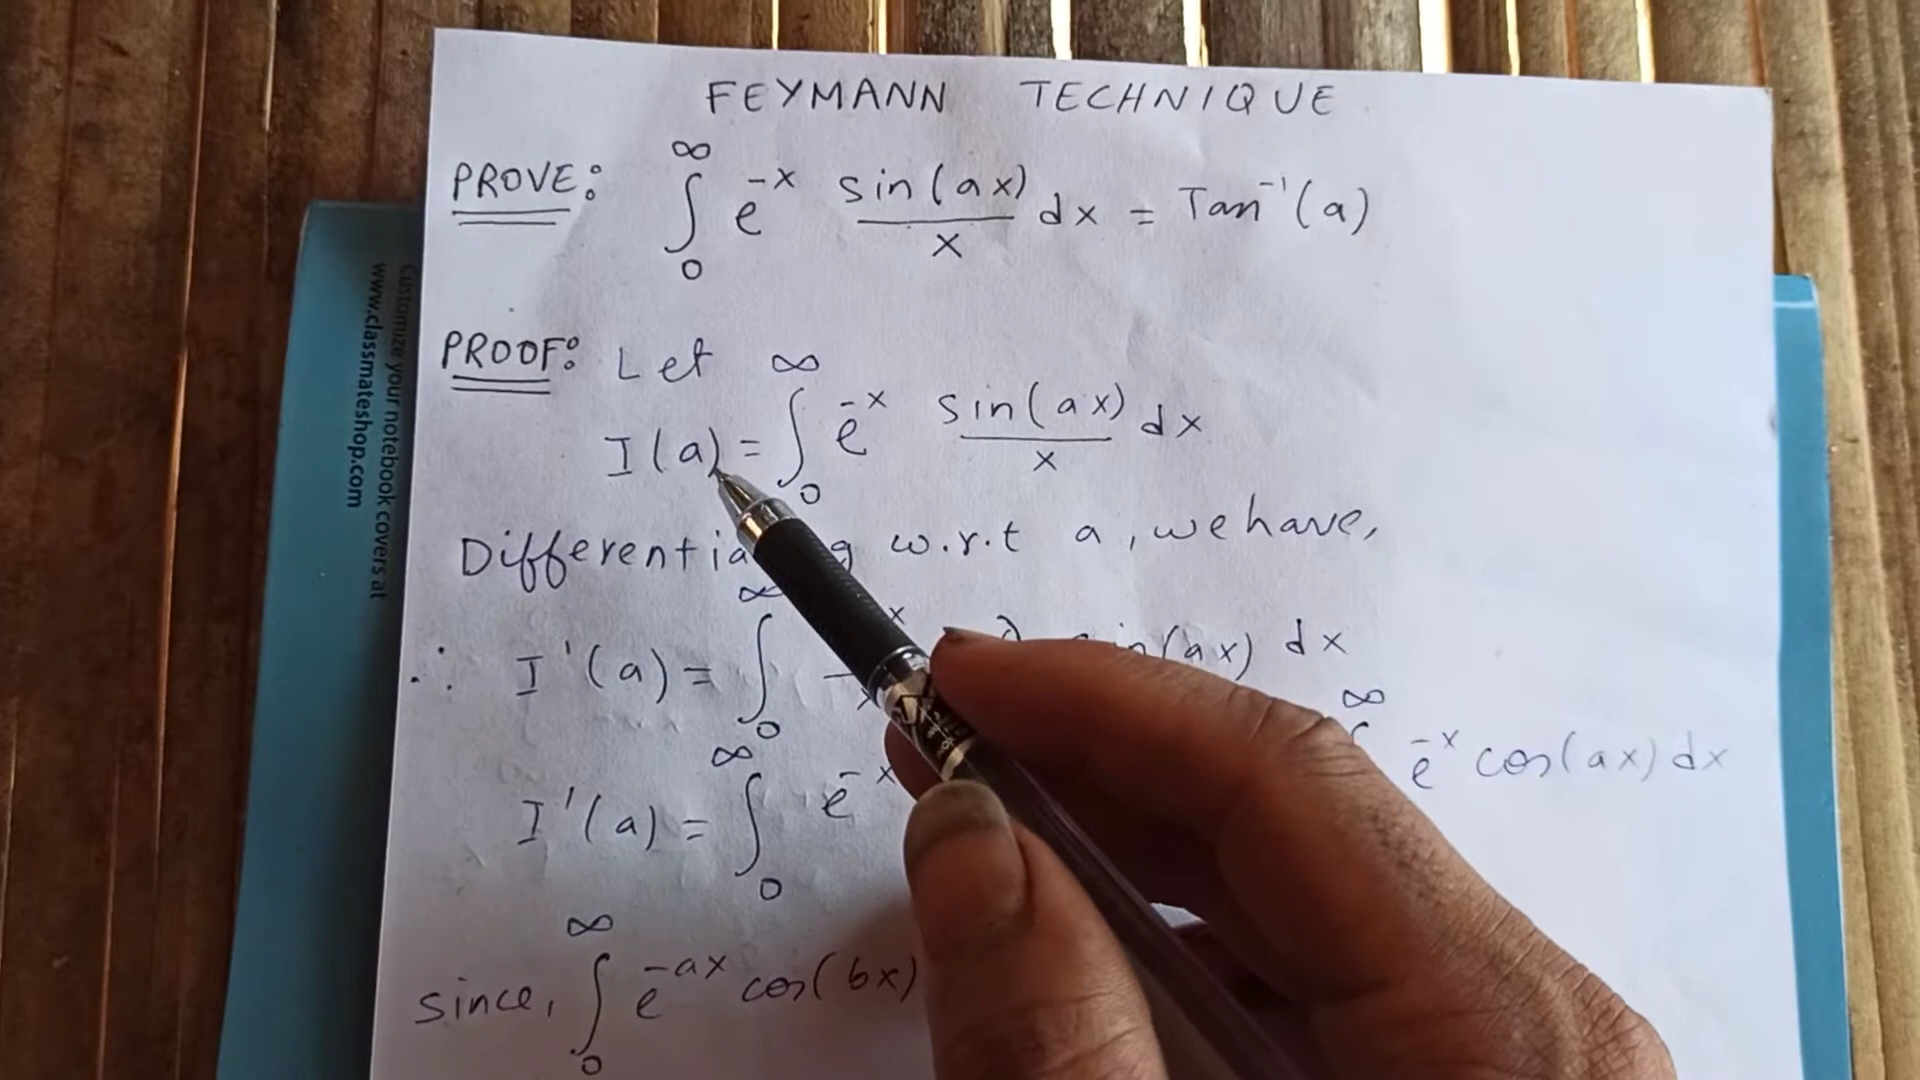 FEYMANN TECHNIQUE
PROVE: ∫₀^∞ e^-x sin(ax)/x dx = Tan^-1(a)
PROOF: Let
I(a) = ∫₀^∞ e^-x sin(ax)/x dx
Differentia g w.r.t a, we have,
∴ I'(a) = ∫₀^∞ x ∂ sin(ax) dx
I'(a) = ∫₀^∞ e^-x ∞ e^-x cos(ax) dx
since, ∫₀^∞ e^-ax cos(bx)
Customize your notebook covers at
www.classmateshop.com